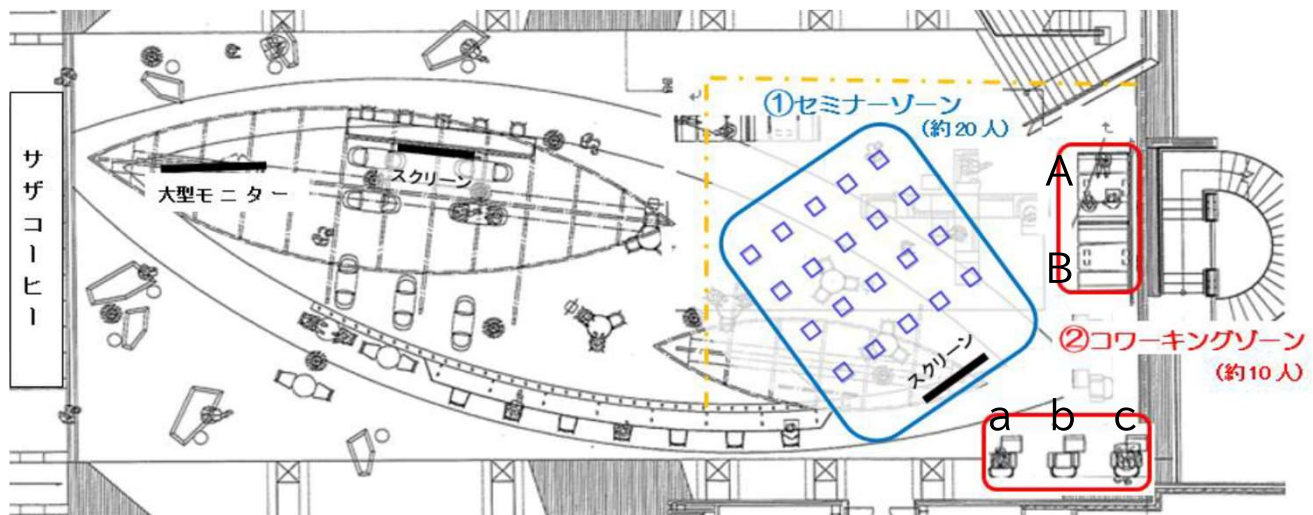 サザコーヒー
大型モニター
スクリーン
①セミナーゾーン
(約20人)
スクリーン
A
B
②コワーキングゾーン
(約10人)
a b c